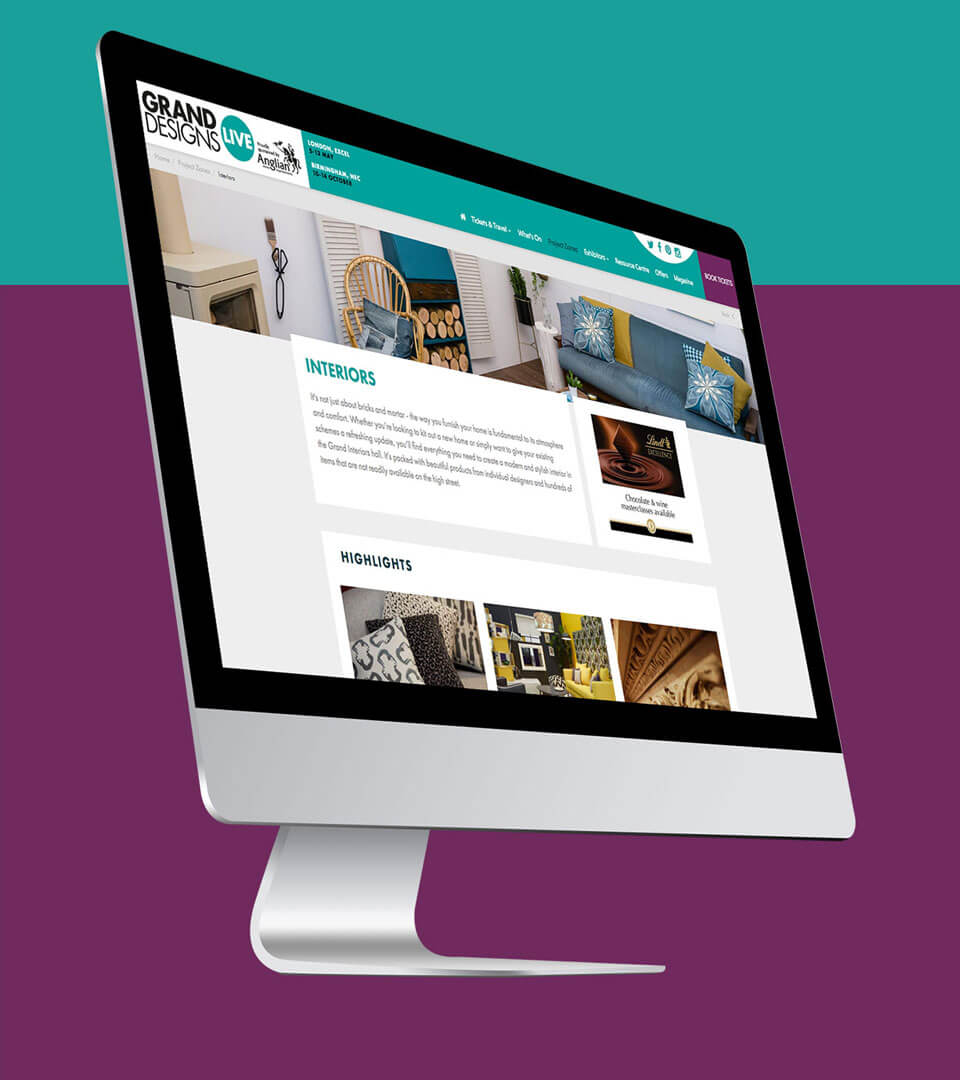 GRAND
DESIGNS
LIVE
Proudly
sponsored by
Anglian
LONDON, EXCEL
5-13 MAY
BIRMINGHAM, NEC
10-14 OCTOBER
Home / Project Zones / Interiors
Tickets & Travel What's On Project Zones Exhibitors Resource Centre Offers Magazine
BOOK TICKETS
INTERIORS
It's not just about bricks and mortar - the way you furnish your home is fundamental to its atmosphere
and comfort. Whether you're looking to kit out a new home or simply want to give your existing
schemes a refreshing update, you'll find everything you need to create a modern and stylish interior in
the Grand Interiors hall. It's packed with beautiful products from individual designers and hundreds of
items that are not readily available on the high street.
Lindt
EXCELLENCE
Chocolate & wine
masterclasses available
HIGHLIGHTS